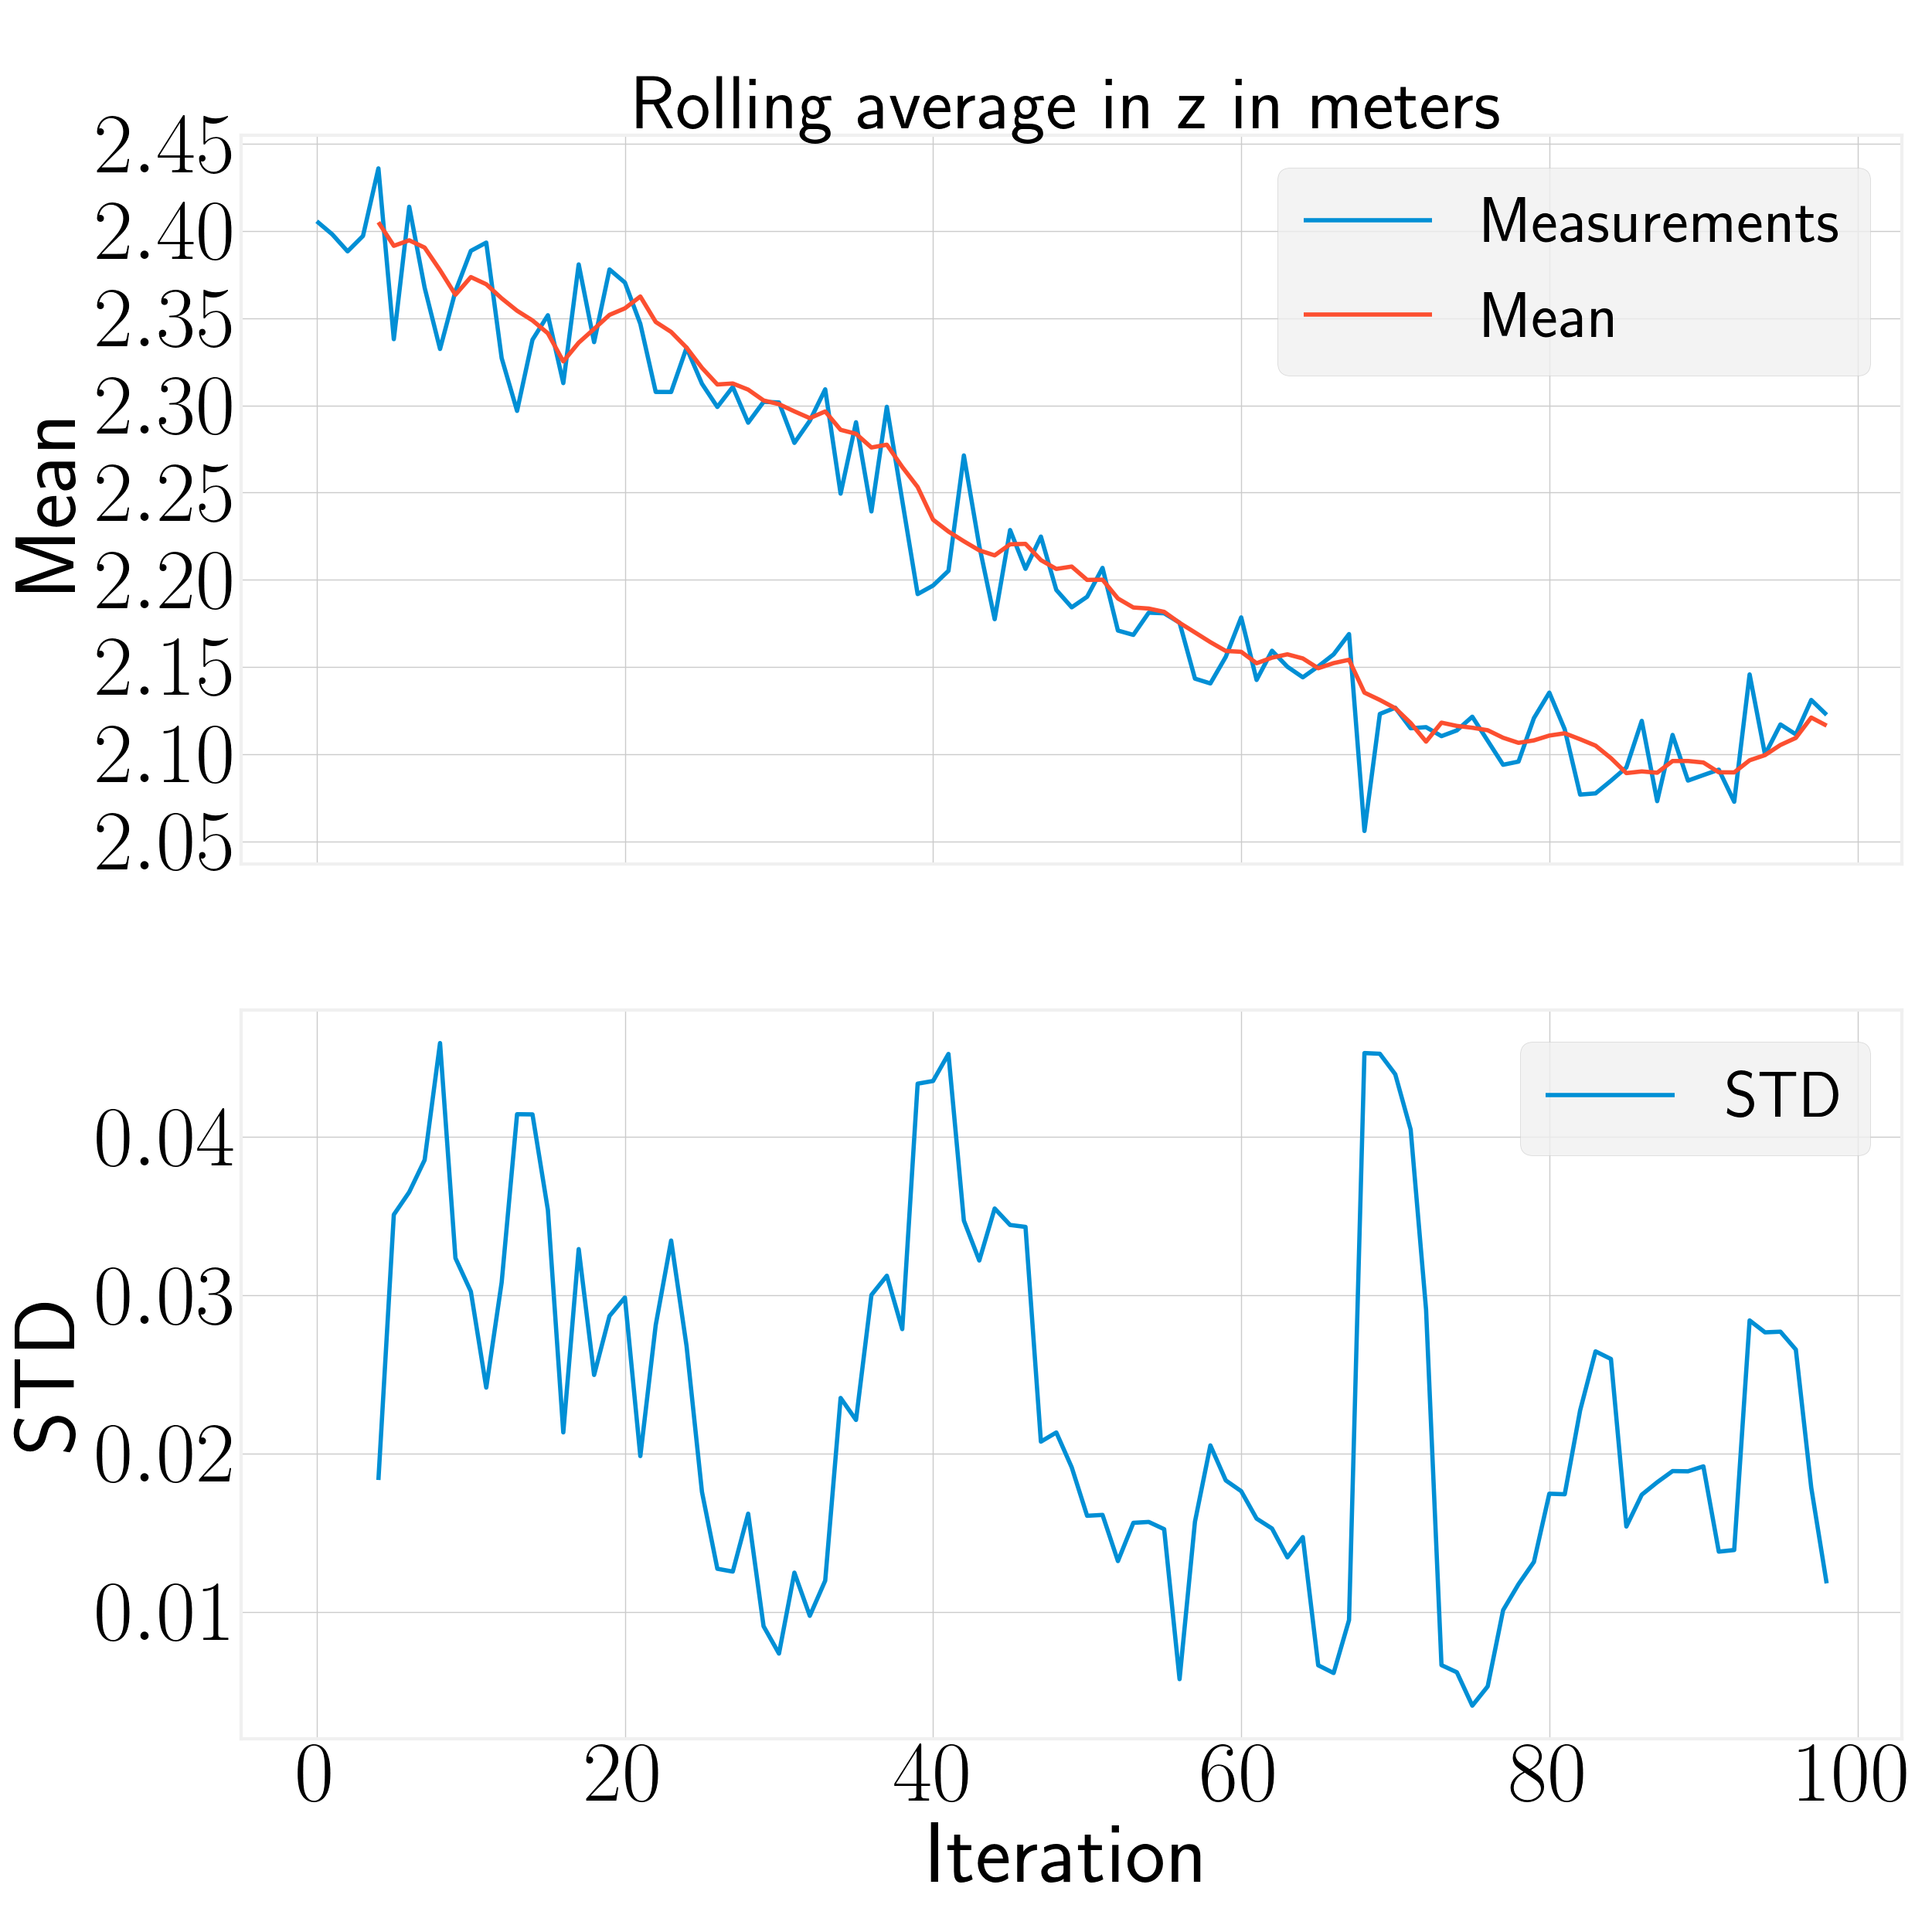 Rolling average in z in meters
Mean
2.45
2.40
2.35
2.30
2.25
2.20
2.15
2.10
2.05
Measurements
Mean
STD
0.04
0.03
0.02
0.01
STD
0 20 40 60 80 100
Iteration